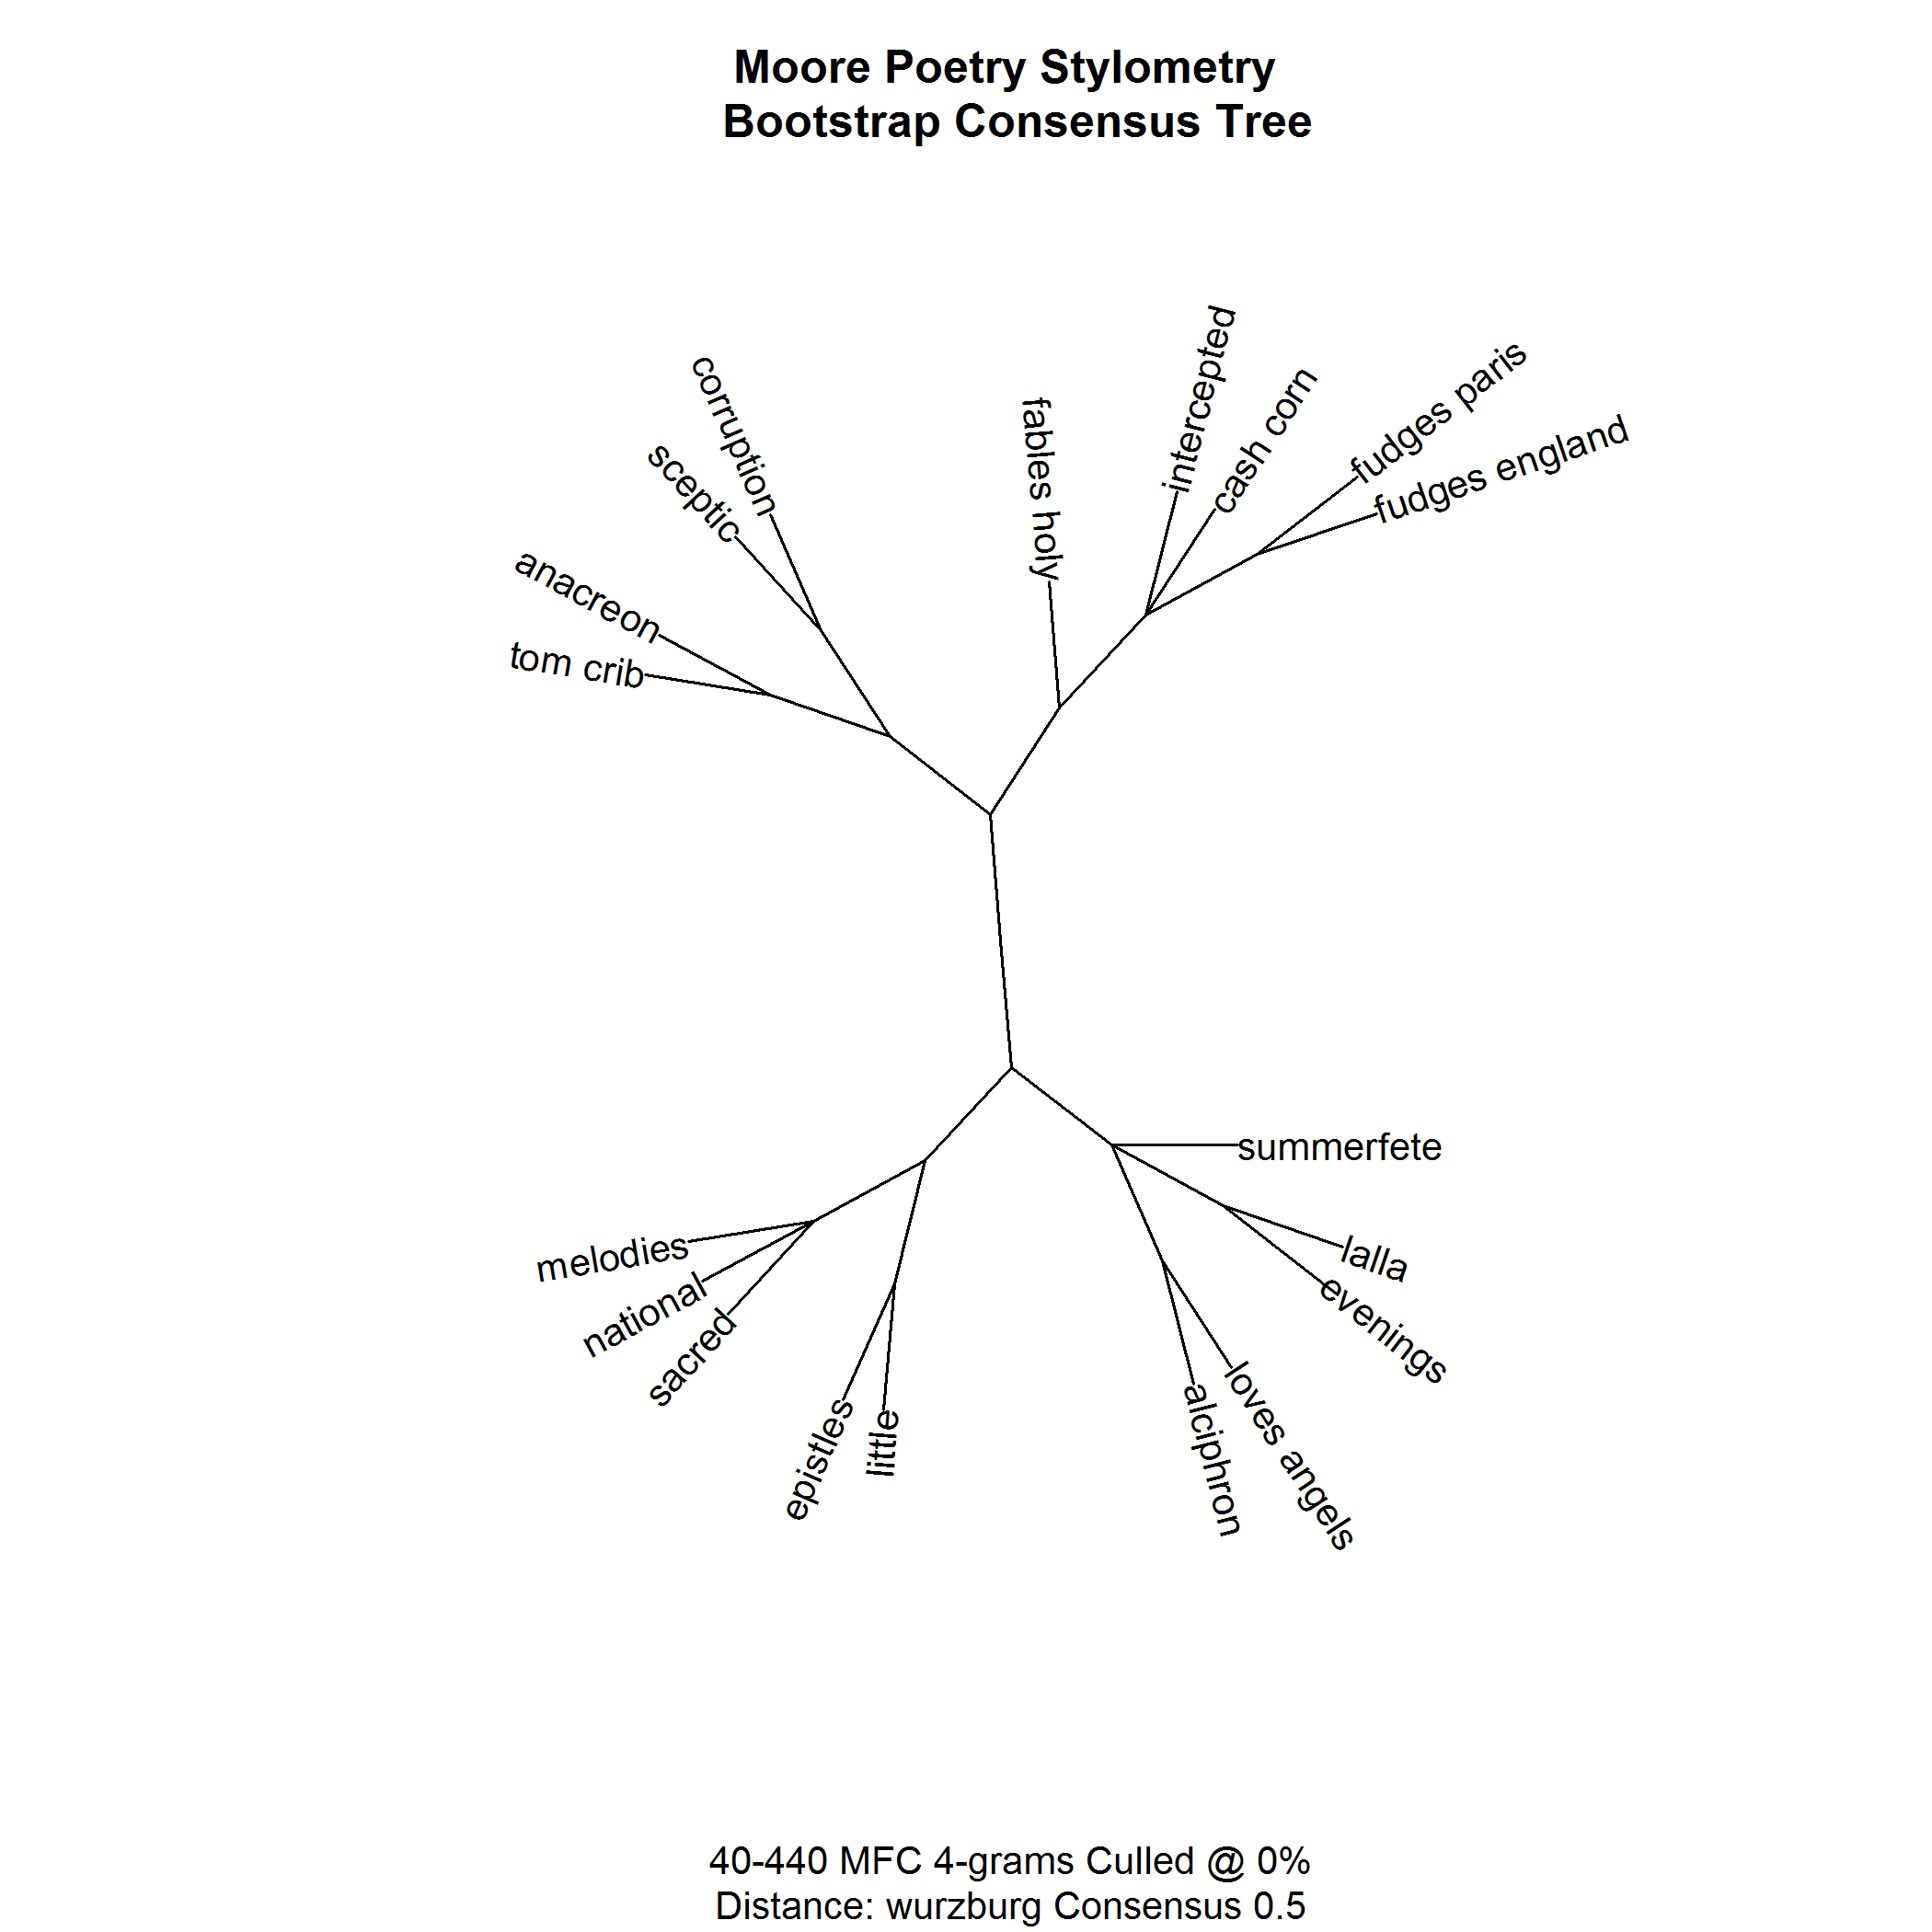 Moore Poetry Stylometry
Bootstrap Consensus Tree
intercepted
cash corn
fudges paris
fudges england
fables holy
corruption
sceptic
anacreon
tom crib
summerfete
lalla
evenings
loves angels
alciphron
melodies
national
sacred
epistles
little
40-440 MFC 4-grams Culled @ 0%
Distance: wurzburg Consensus 0.5